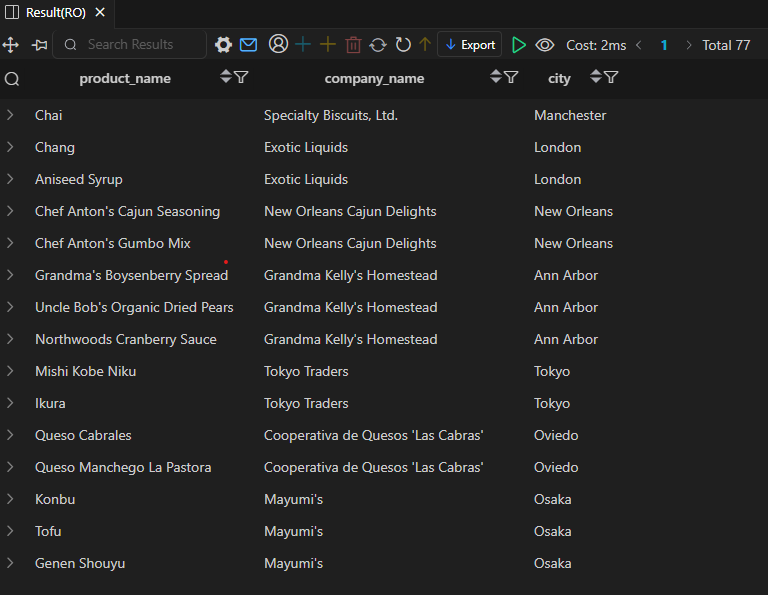 Result(RO)
Search Results Export Cost: 2ms 1 Total 77
product_name company_name city
Chai Specialty Biscuits, Ltd. Manchester
Chang Exotic Liquids London
Aniseed Syrup Exotic Liquids London
Chef Anton's Cajun Seasoning New Orleans Cajun Delights New Orleans
Chef Anton's Gumbo Mix New Orleans Cajun Delights New Orleans
Grandma's Boysenberry Spread Grandma Kelly's Homestead Ann Arbor
Uncle Bob's Organic Dried Pears Grandma Kelly's Homestead Ann Arbor
Northwoods Cranberry Sauce Grandma Kelly's Homestead Ann Arbor
Mishi Kobe Niku Tokyo Traders Tokyo
Ikura Tokyo Traders Tokyo
Queso Cabrales Cooperativa de Quesos 'Las Cabras' Oviedo
Queso Manchego La Pastora Cooperativa de Quesos 'Las Cabras' Oviedo
Konbu Mayumi's Osaka
Tofu Mayumi's Osaka
Genen Shouyu Mayumi's Osaka